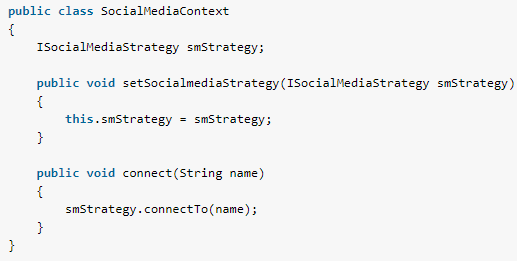 public class SocialMediaContext
{
    ISocialMediaStrategy smStrategy;

    public void setSocialmediaStrategy(ISocialMediaStrategy smStrategy)
    {
        this.smStrategy = smStrategy;
    }

    public void connect(String name)
    {
        smStrategy.connectTo(name);
    }
}